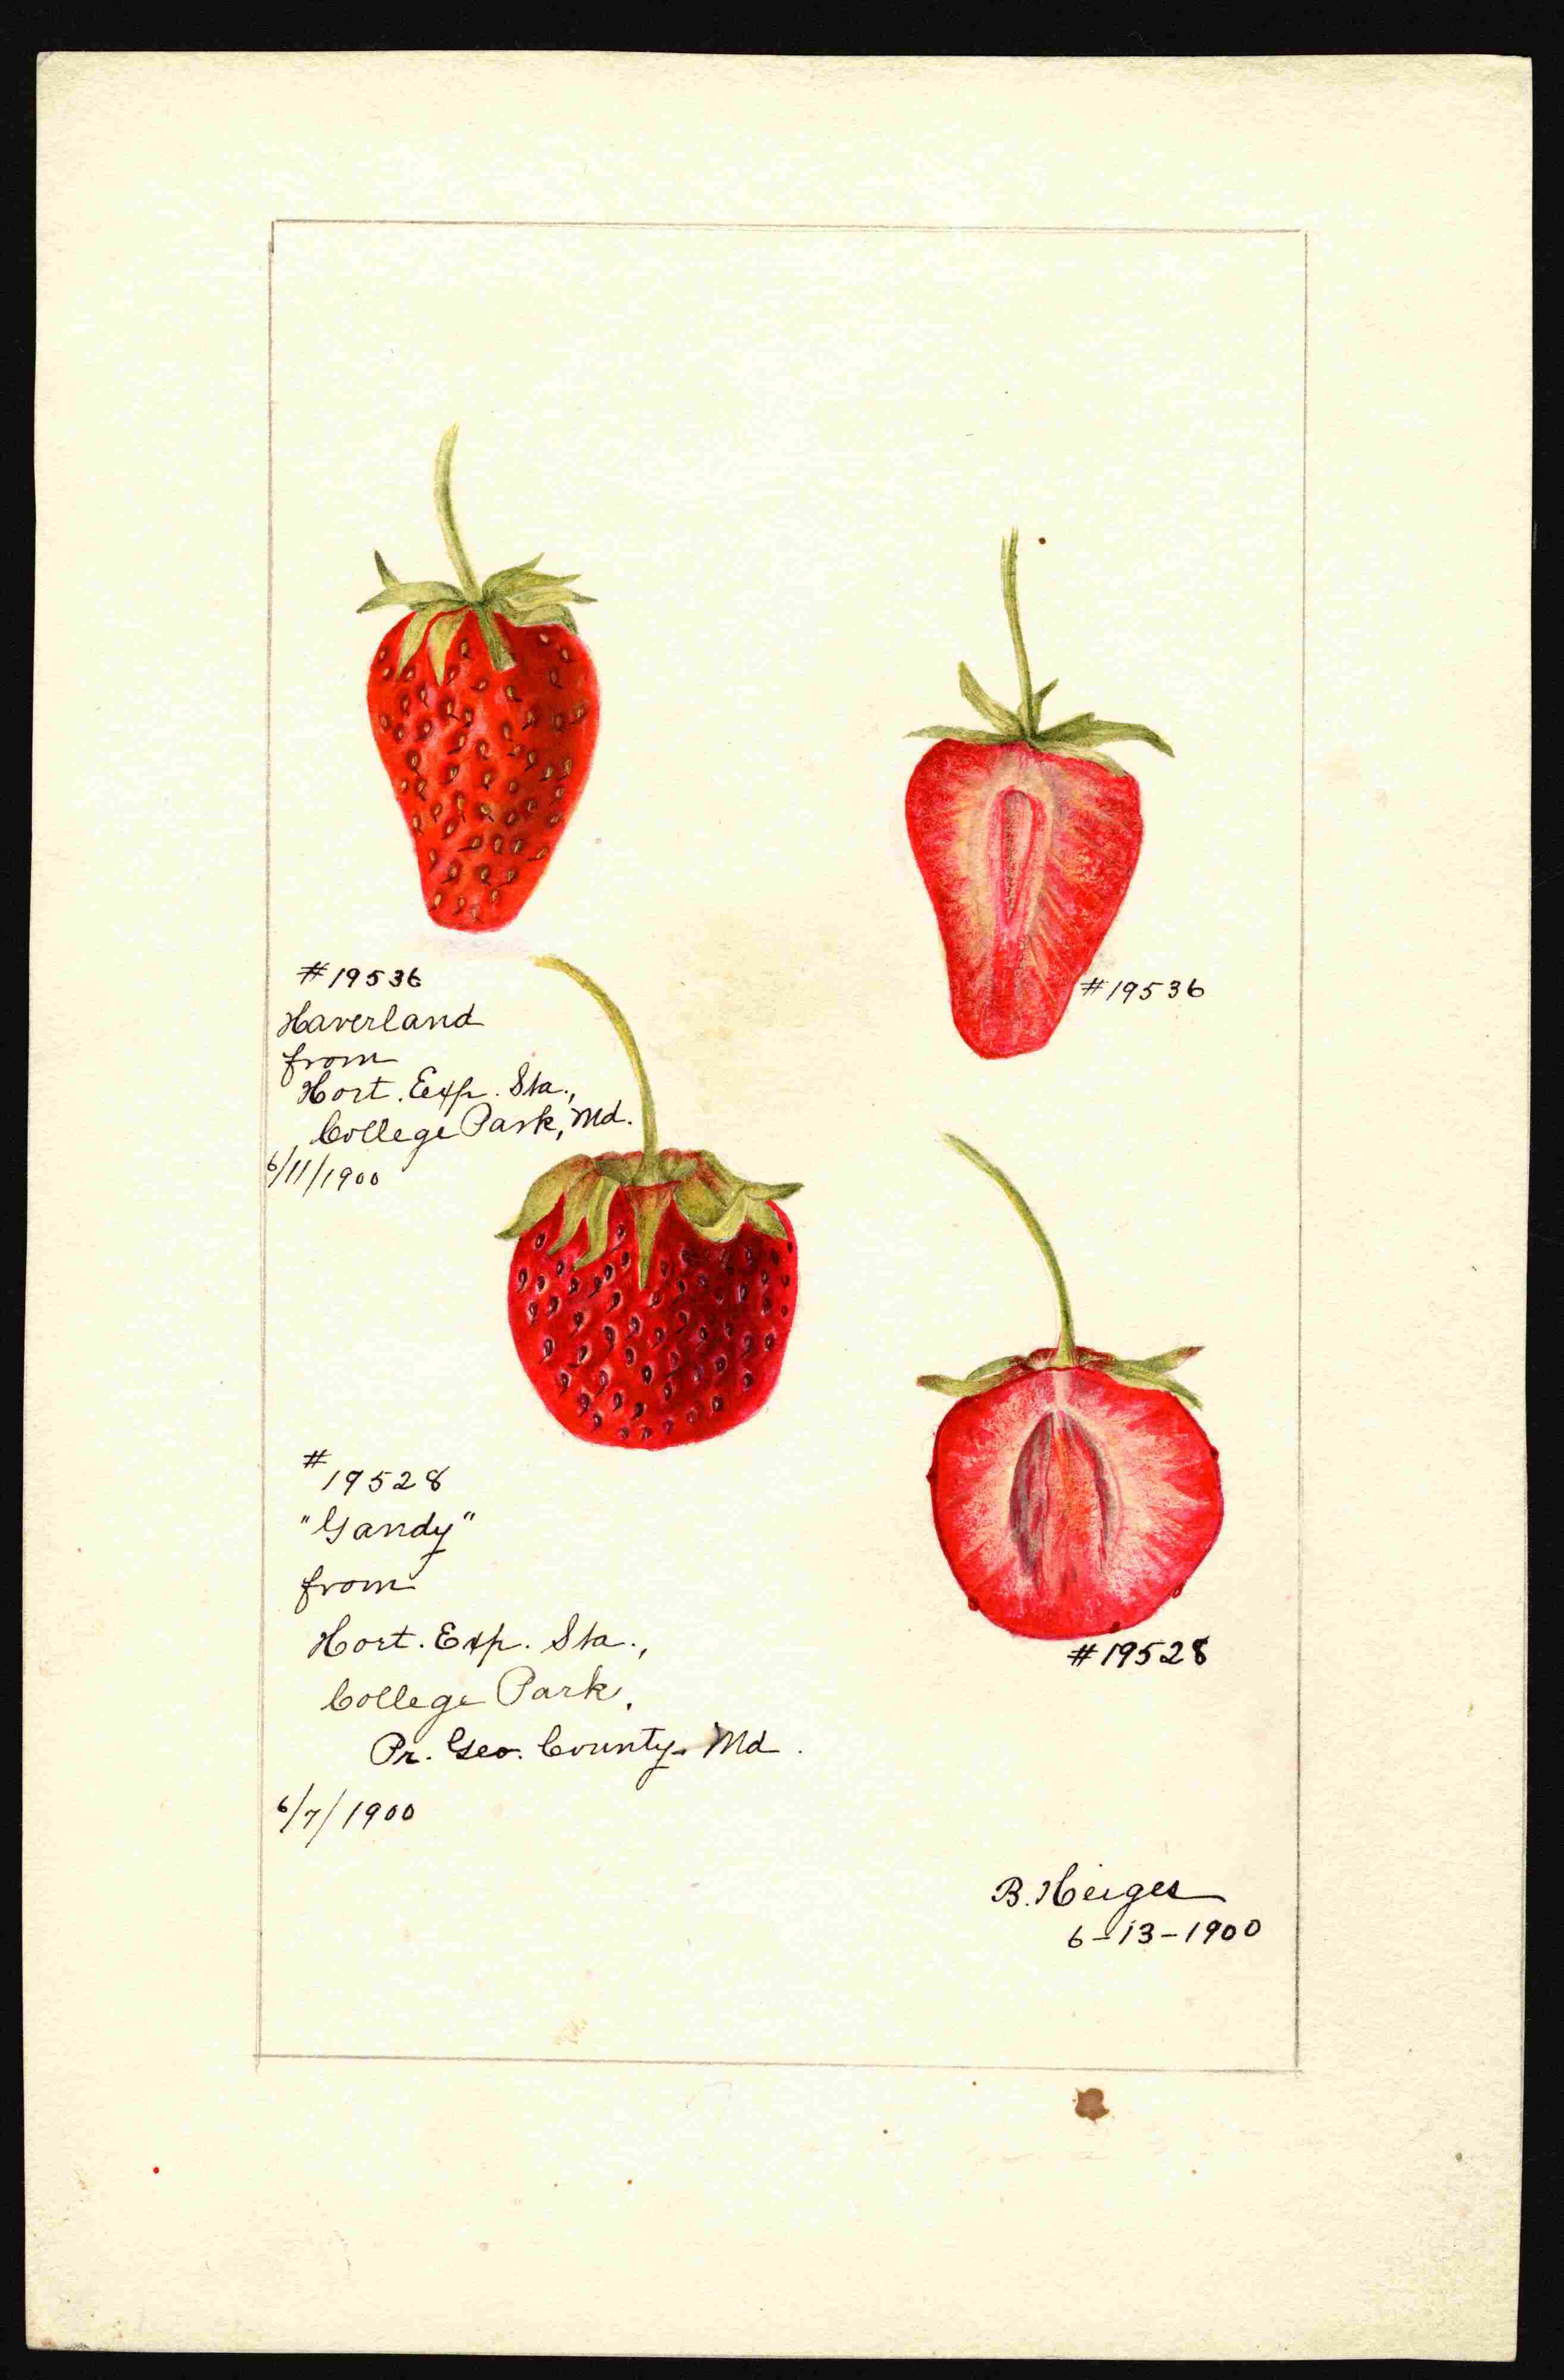 #19536
Haverland
from
Hort. Exp. Sta.,
College Park, Md.
6/11/1900
#19536
#
19528
"Gandy"
from
Hort. Exp. Sta.,
College Park,
Pr. Geo. County- Md.
6/7/1900
#19528
B. Heiges
6-13-1900